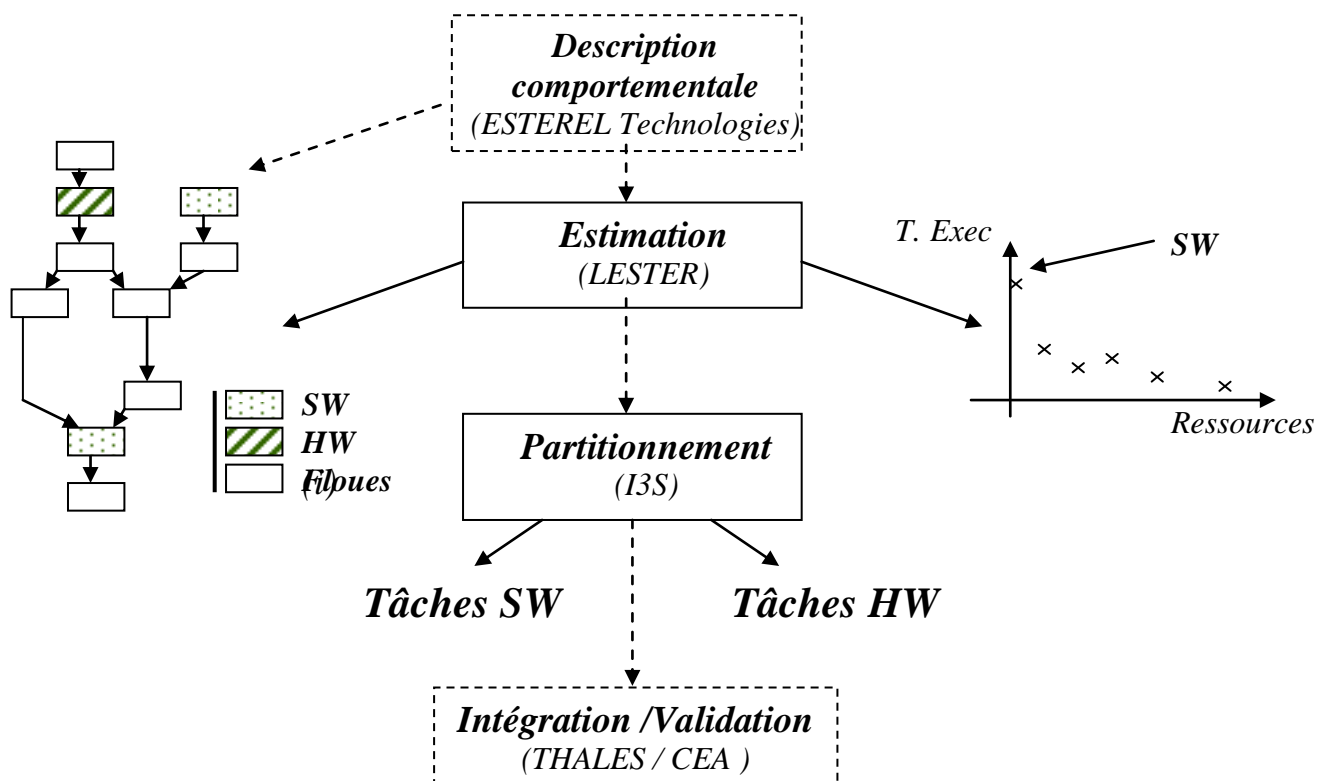 Description
comportementale
(ESTEREL Technologies)
Estimation
(LESTER)
T. Exec
SW
Ressources
SW
HW
Floues
Partitionnement
(I3S)
Tâches SW
Tâches HW
Intégration /Validation
(THALES / CEA )